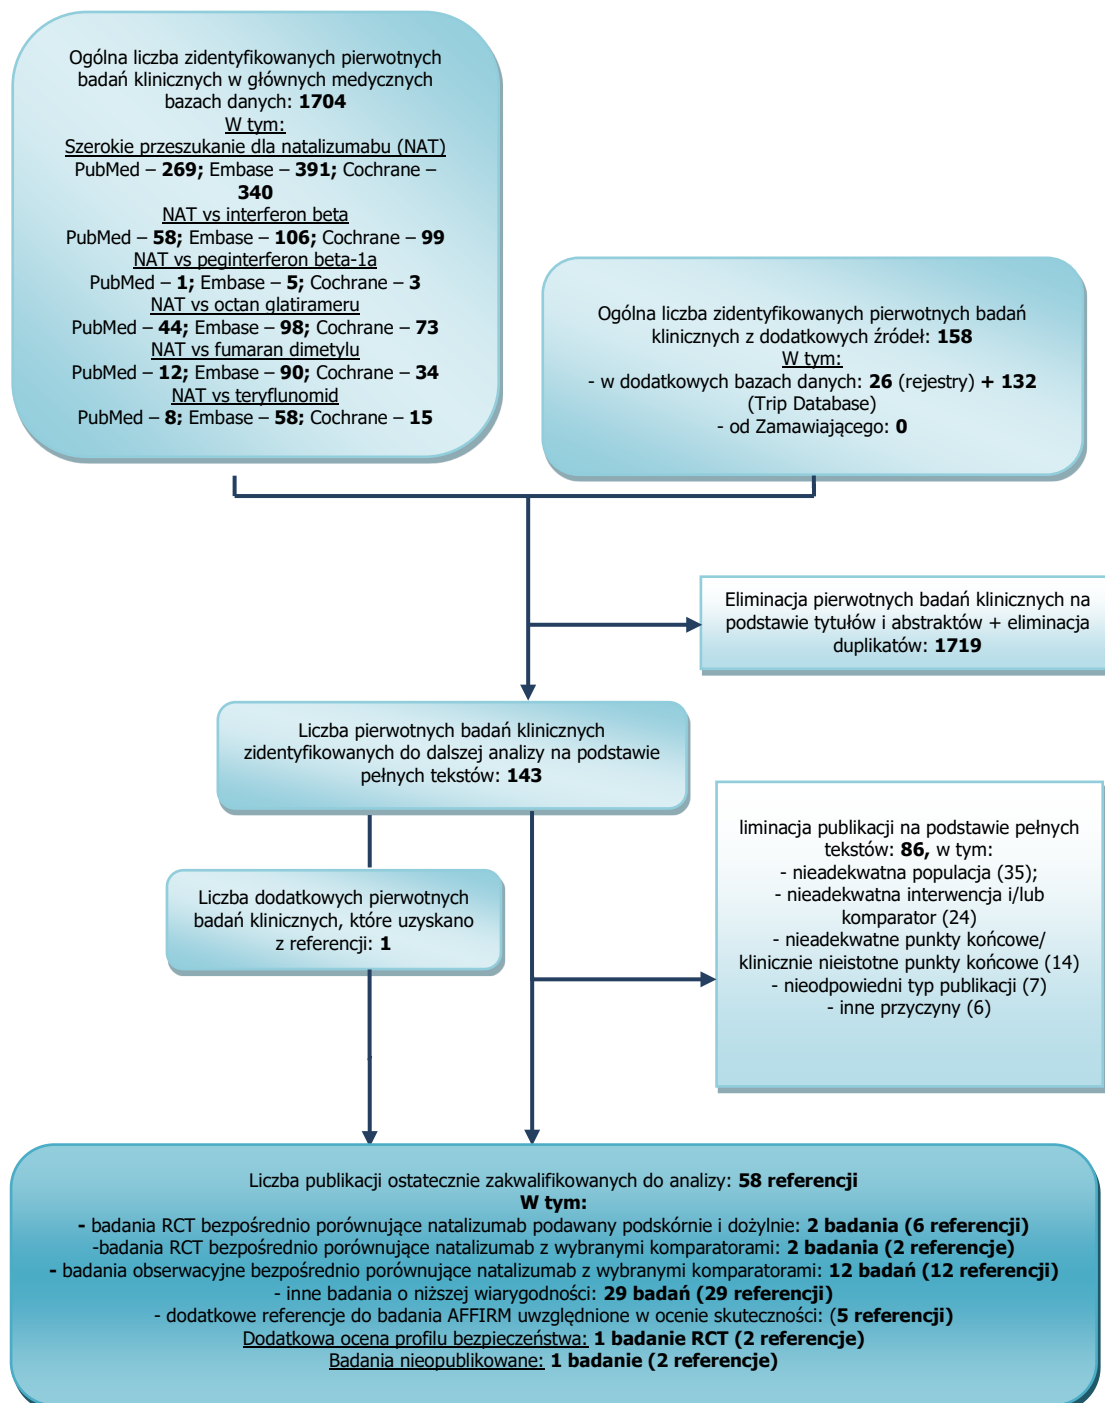 Ogólna liczba zidentyfikowanych pierwotnych
badań klinicznych w głównych medycznych
bazach danych: 1704
W tym:
Szerokie przeszukanie dla natalizumabu (NAT)
PubMed – 269; Embase – 391; Cochrane –
340
NAT vs interferon beta
PubMed – 58; Embase – 106; Cochrane – 99
NAT vs peginterferon beta-1a
PubMed – 1; Embase – 5; Cochrane – 3
NAT vs octan glatirameru
PubMed – 44; Embase – 98; Cochrane – 73
NAT vs fumaran dimetylu
PubMed – 12; Embase – 90; Cochrane – 34
NAT vs teryflunomid
PubMed – 8; Embase – 58; Cochrane – 15
Ogólna liczba zidentyfikowanych pierwotnych badań
klinicznych z dodatkowych źródeł: 158
W tym:
- w dodatkowych bazach danych: 26 (rejestry) + 132
(Trip Database)
- od Zamawiającego: 0
Eliminacja pierwotnych badań klinicznych na
podstawie tytułów i abstraktów + eliminacja
duplikatów: 1719
Liczba pierwotnych badań klinicznych
zidentyfikowanych do dalszej analizy na podstawie
pełnych tekstów: 143
liminacja publikacji na podstawie pełnych
tekstów: 86, w tym:
- nieadekwatna populacja (35);
- nieadekwatna interwencja i/lub
komparator (24)
- nieadekwatne punkty końcowe/
klinicznie nieistotne punkty końcowe (14)
- nieodpowiedni typ publikacji (7)
- inne przyczyny (6)
Liczba dodatkowych pierwotnych
badań klinicznych, które uzyskano
z referencji: 1
Liczba publikacji ostatecznie zakwalifikowanych do analizy: 58 referencji
W tym:
- badania RCT bezpośrednio porównujące natalizumab podawany podskórnie i dożylnie: 2 badania (6 referencji)
-badania RCT bezpośrednio porównujące natalizumab z wybranymi komparatorami: 2 badania (2 referencje)
- badania obserwacyjne bezpośrednio porównujące natalizumab z wybranymi komparatorami: 12 badań (12 referencji)
- inne badania o niższej wiarygodności: 29 badań (29 referencji)
- dodatkowe referencje do badania AFFIRM uwzględnione w ocenie skuteczności: (5 referencji)
Dodatkowa ocena profilu bezpieczeństwa: 1 badanie RCT (2 referencje)
Badania nieopublikowane: 1 badanie (2 referencje)